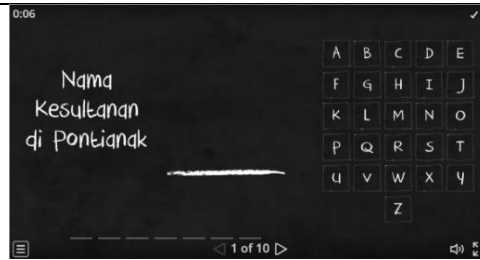 0:06
A B C D E
Nama
Kesultanan
di Pontianak
F G H I J
K L M N O
P Q R S T
U V W X Y
Z
1 of 10